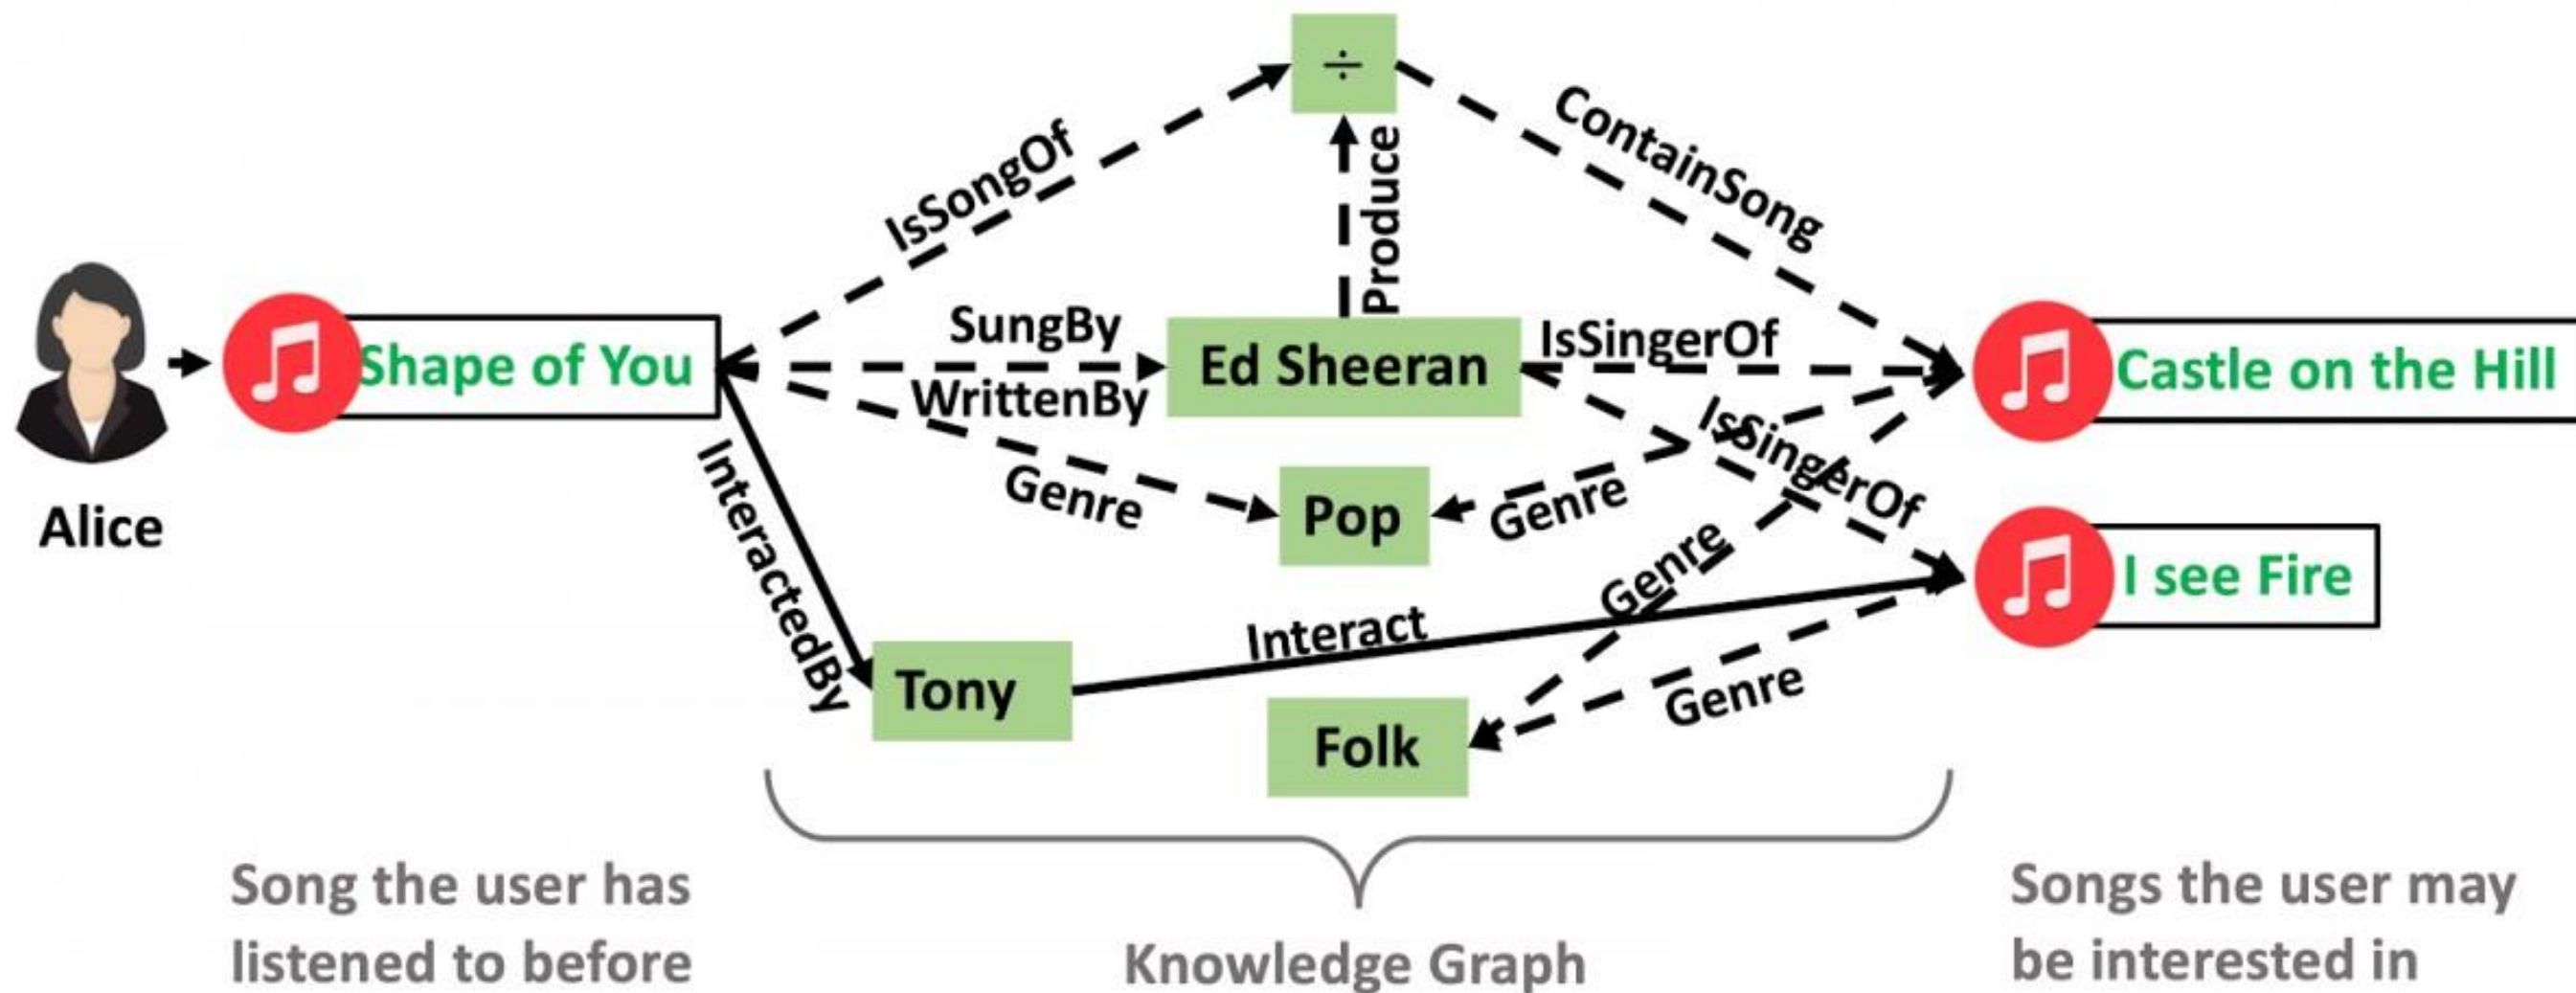 ÷
IsSongOf
ContainSong
Produce
Shape of You
SungBy
WrittenBy
Ed Sheeran
IsSingerOf
IsSingerOf
Castle on the Hill
Alice
InteractedBy
Genre
Pop
Genre
Genre
I see Fire
Interact
Tony
Genre
Folk
Song the user has
listened to before
Knowledge Graph
Songs the user may
be interested in